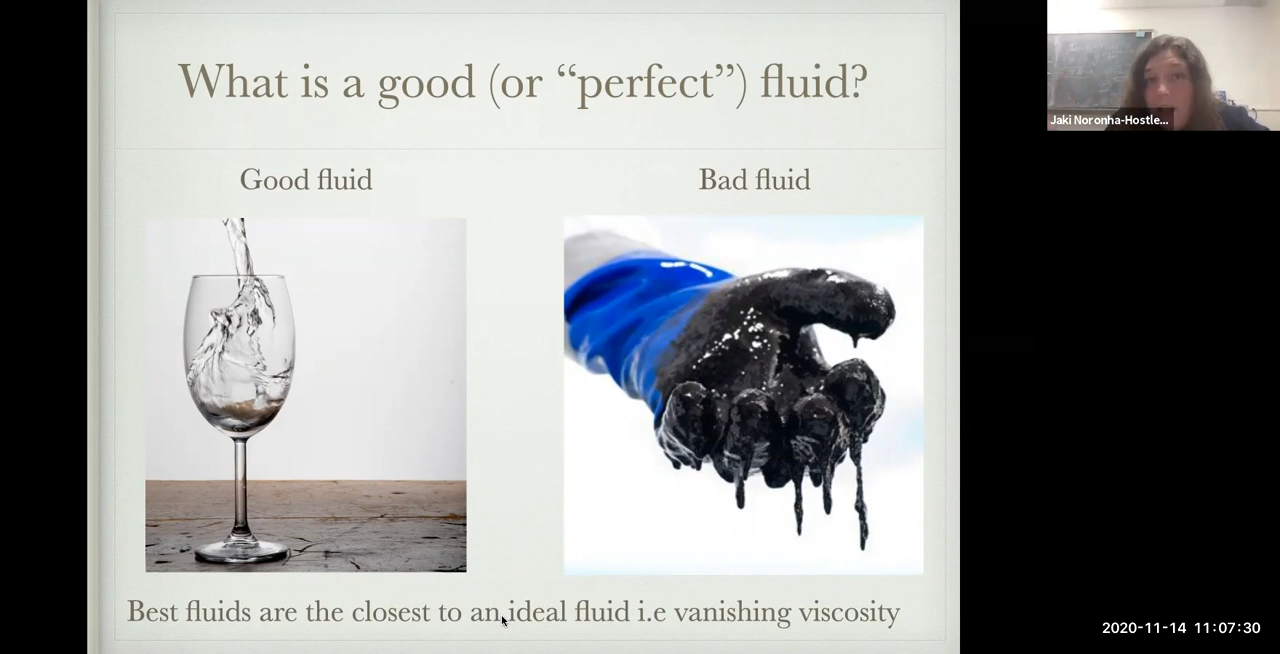 What is a good (or “perfect”) fluid?
Good fluid
Bad fluid
Best fluids are the closest to an ideal fluid i.e vanishing viscosity
Jaki Noronha-Hostle...
2020-11-14 11:07:30